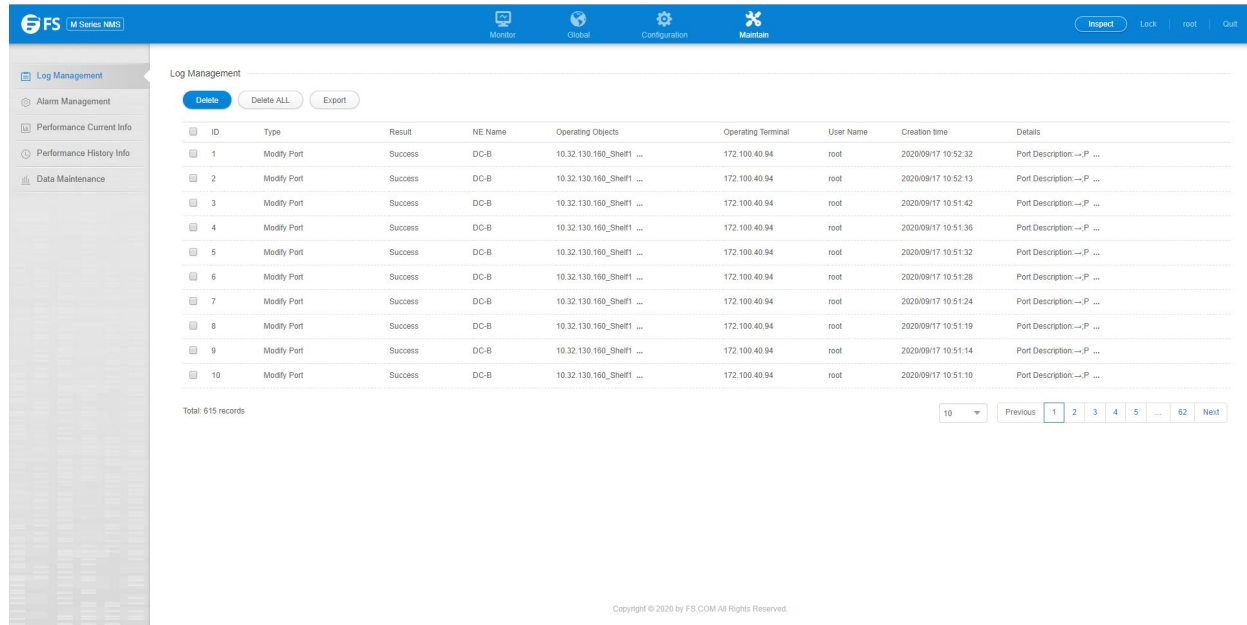 FS M Series NMS
Monitor Global Configuration Maintain
Inspect Lock root Quit
Log Management
Alarm Management
Performance Current Info
Performance History Info
Data Maintenance
Log Management
Delete Delete ALL Export
ID Type Result NE Name Operating Objects Operating Terminal User Name Creation time Details
1 Modify Port Success DC-B 10.32.130.160_Shelf1 ... 172.100.40.94 root 2020/09/17 10:52:32 Port Description:→;P ...
2 Modify Port Success DC-B 10.32.130.160_Shelf1 ... 172.100.40.94 root 2020/09/17 10:52:13 Port Description:→;P ...
3 Modify Port Success DC-B 10.32.130.160_Shelf1 ... 172.100.40.94 root 2020/09/17 10:51:42 Port Description:→;P ...
4 Modify Port Success DC-B 10.32.130.160_Shelf1 ... 172.100.40.94 root 2020/09/17 10:51:36 Port Description:→;P ...
5 Modify Port Success DC-B 10.32.130.160_Shelf1 ... 172.100.40.94 root 2020/09/17 10:51:32 Port Description:→;P ...
6 Modify Port Success DC-B 10.32.130.160_Shelf1 ... 172.100.40.94 root 2020/09/17 10:51:28 Port Description:→;P ...
7 Modify Port Success DC-B 10.32.130.160_Shelf1 ... 172.100.40.94 root 2020/09/17 10:51:24 Port Description:→;P ...
8 Modify Port Success DC-B 10.32.130.160_Shelf1 ... 172.100.40.94 root 2020/09/17 10:51:19 Port Description:→;P ...
9 Modify Port Success DC-B 10.32.130.160_Shelf1 ... 172.100.40.94 root 2020/09/17 10:51:14 Port Description:→;P ...
10 Modify Port Success DC-B 10.32.130.160_Shelf1 ... 172.100.40.94 root 2020/09/17 10:51:10 Port Description:→;P ...
Total: 615 records 10 Previous 1 2 3 4 5 ... 62 Next
Copyright © 2020 by FS.COM All Rights Reserved.